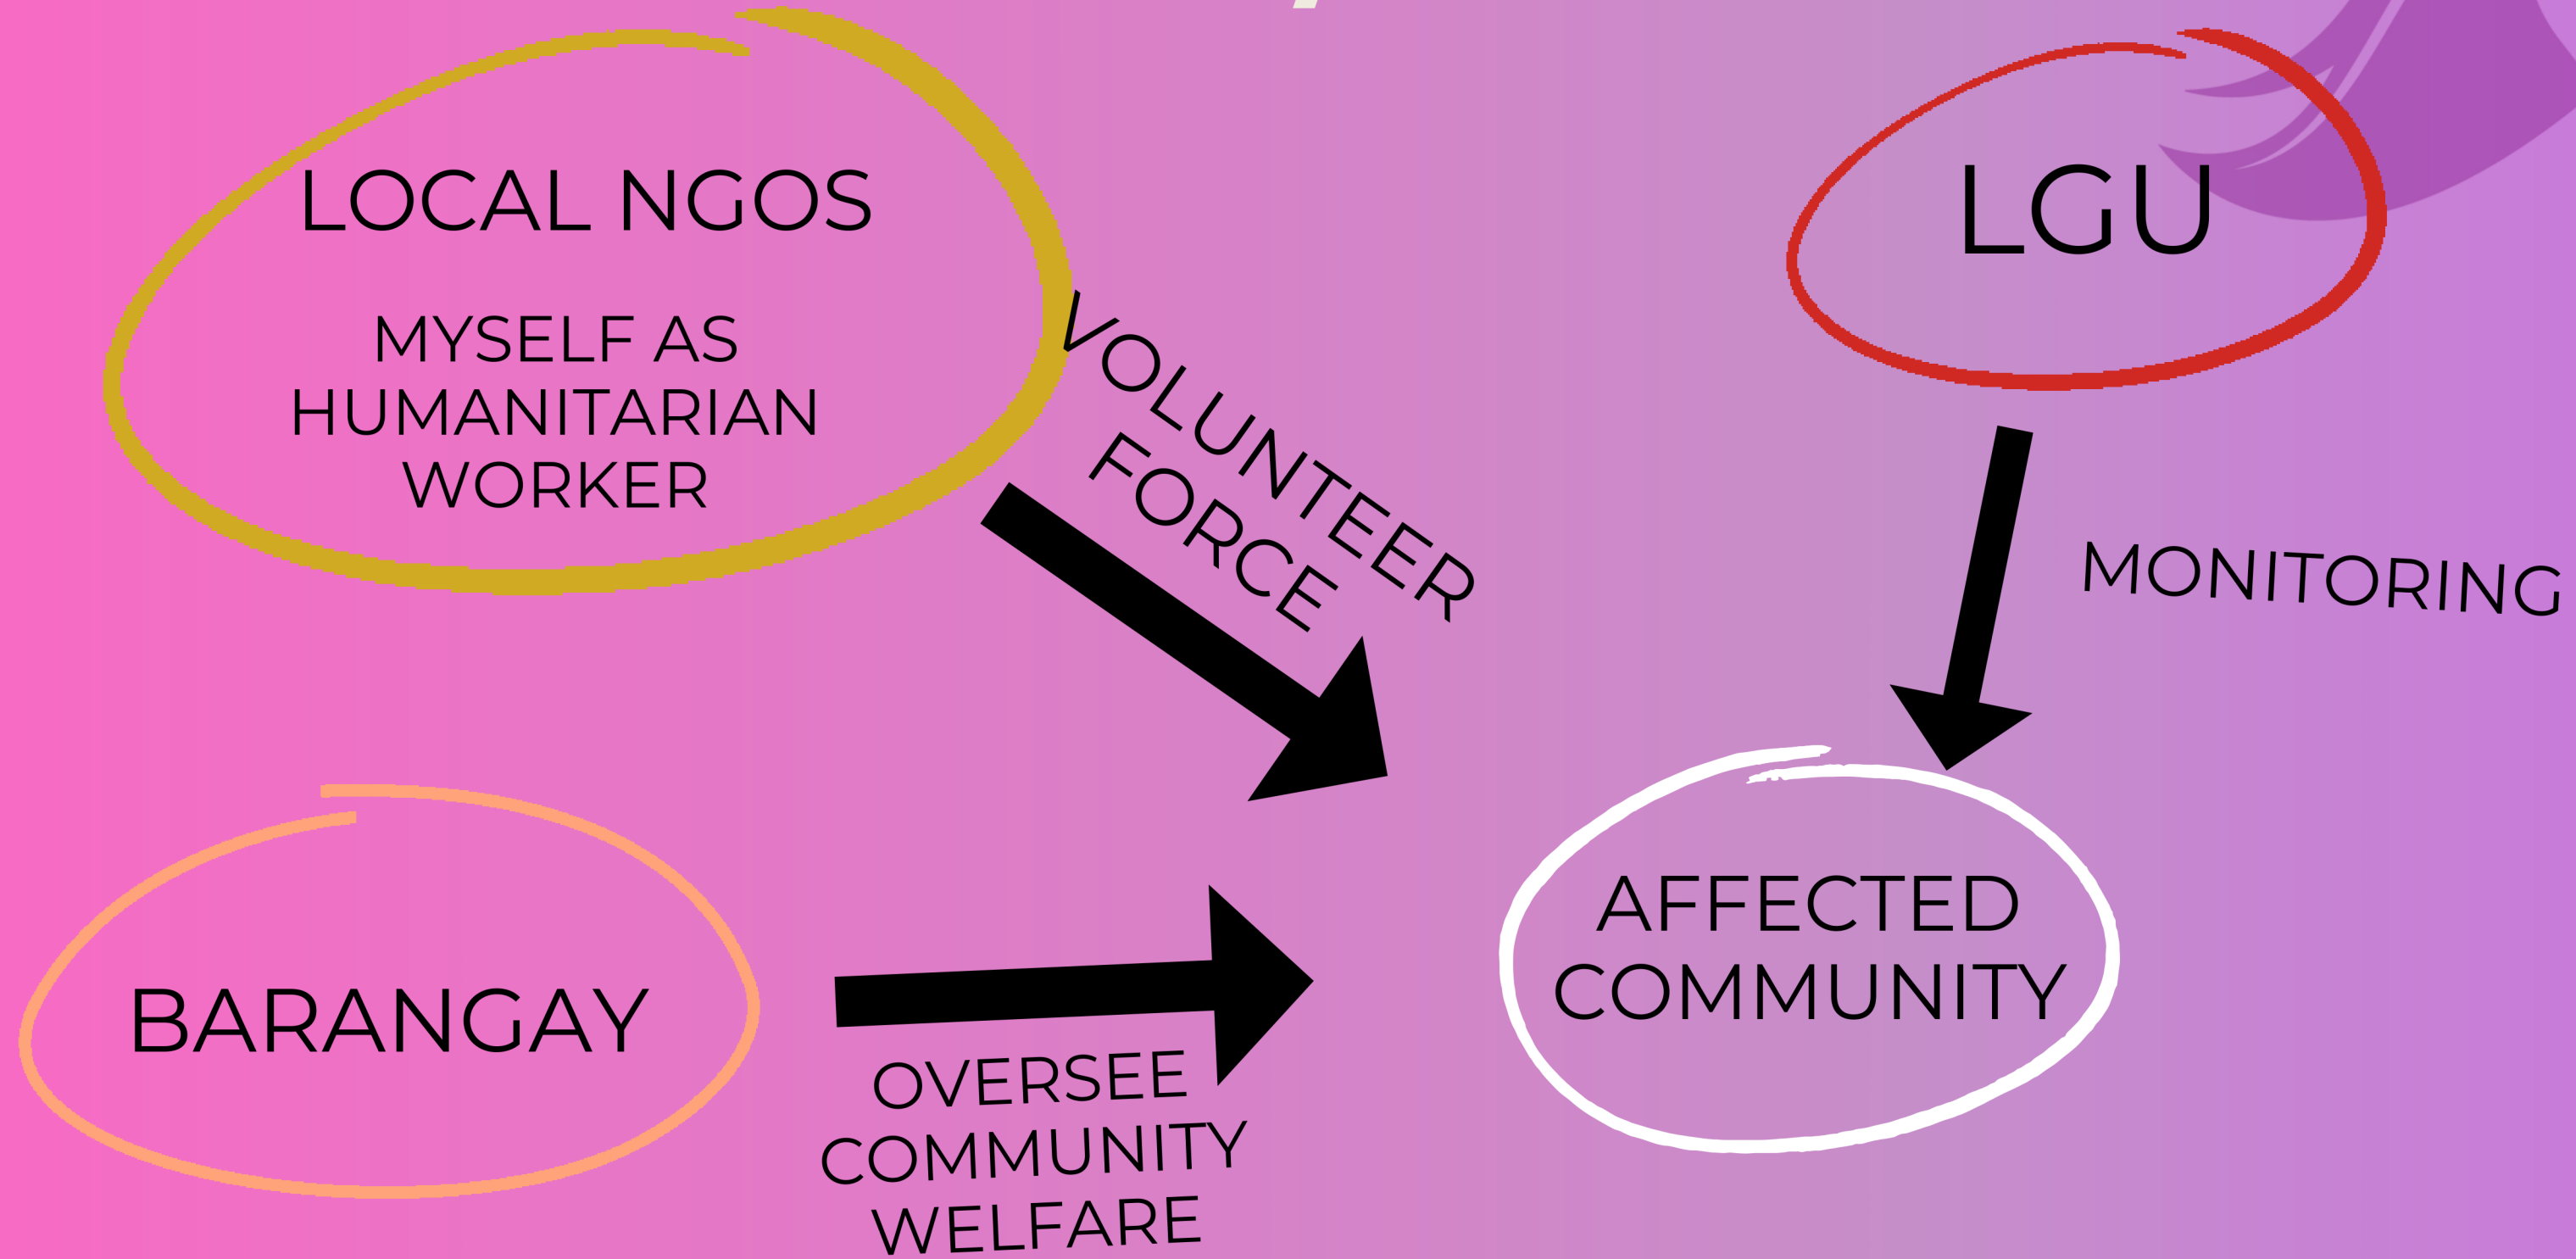 LOCAL NGOS
MYSELF AS
HUMANITARIAN
WORKER
VOLUNTEER
FORCE
LGU
MONITORING
BARANGAY
OVERSEE
COMMUNITY
WELFARE
AFFECTED
COMMUNITY